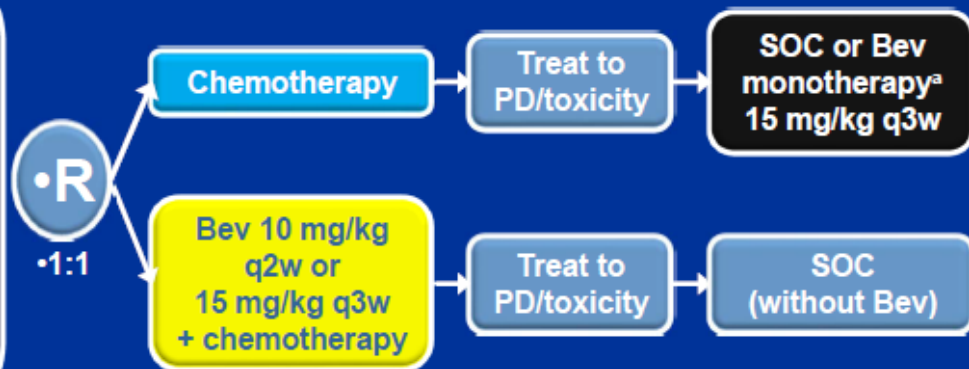 •R
•1:1
Chemotherapy
Treat to
PD/toxicity
SOC or Bev
monotherapyᵃ
15 mg/kg q3w
Bev 10 mg/kg
q2w or
15 mg/kg q3w
+ chemotherapy
Treat to
PD/toxicity
SOC
(without Bev)